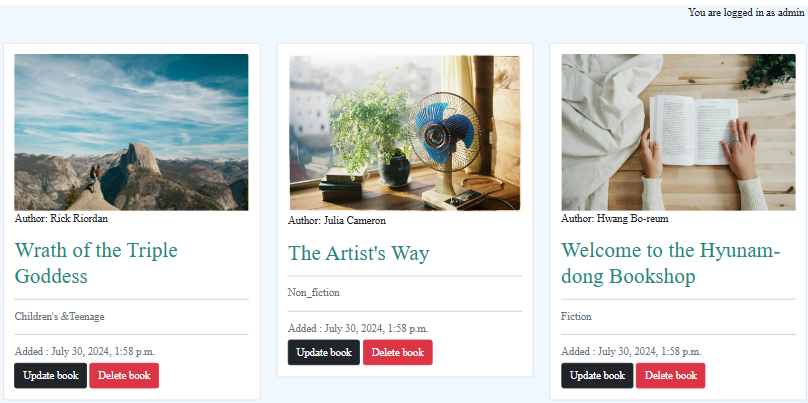 You are logged in as admin
Author: Rick Riordan
Wrath of the Triple
Goddess
Children's &Teenage
Added : July 30, 2024, 1:58 p.m.
Update book Delete book
Author: Julia Cameron
The Artist's Way
Non_fiction
Added : July 30, 2024, 1:58 p.m.
Update book Delete book
Author: Hwang Bo-reum
Welcome to the Hyunam-
dong Bookshop
Fiction
Added : July 30, 2024, 1:58 p.m.
Update book Delete book